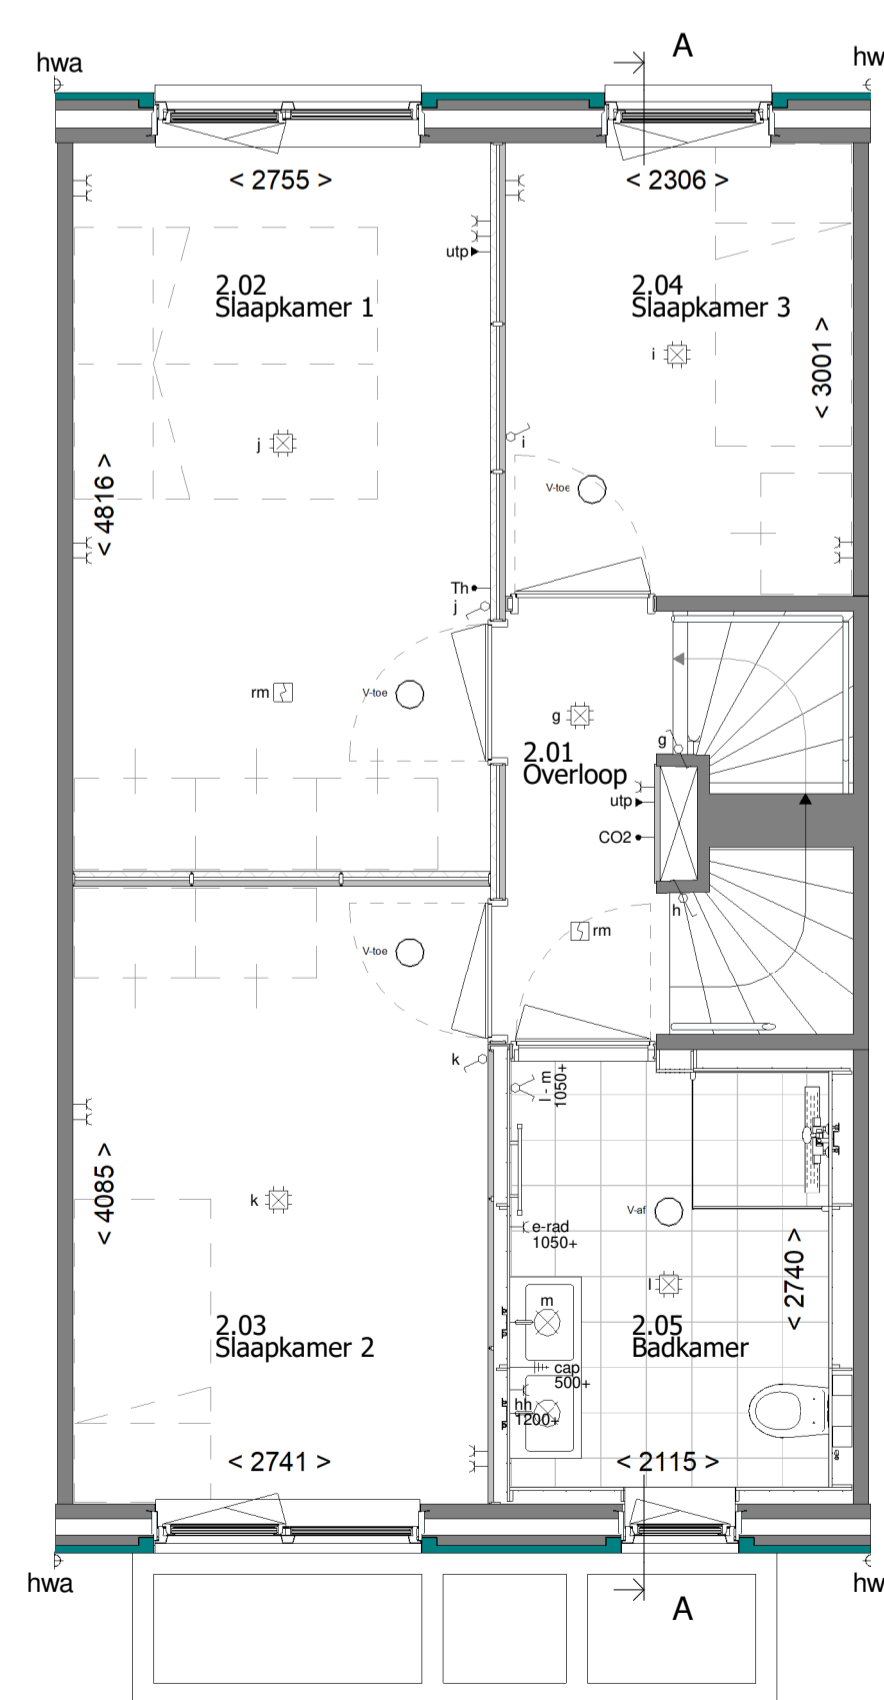 A
hwa
hw
< 2755 >
< 2306 >
utp
2.02
Slaapkamer 1
2.04
Slaapkamer 3
i
< 3001 >
j
i
< 4816 >
V-toe
Th
j
rm
V-toe
g
g
2.01
Overloop
utp
CO2
h
rm
V-toe
k
l - m
1050+
< 4085 >
k
V-af
e-rad
1050+
< 2740 >
l
m
2.03
Slaapkamer 2
2.05
Badkamer
cap
500+
hh
1200+
< 2741 >
< 2115 >
hwa
hw
A